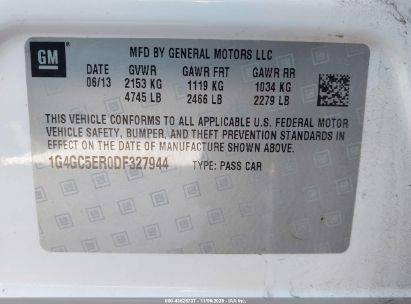 GM
MFD BY GENERAL MOTORS LLC
DATE GVWR GAWR FRT GAWR RR
06/13 2153 KG 1119 KG 1034 KG
4745 LB 2466 LB 2279 LB
THIS VEHICLE CONFORMS TO ALL APPLICABLE U.S. FEDERAL MOTOR
VEHICLE SAFETY, BUMPER, AND THEFT PREVENTION STANDARDS IN
EFFECT ON THE DATE OF MANUFACTURE SHOWN ABOVE.
1G4GC5ER0DF327944 TYPE: PASS CAR